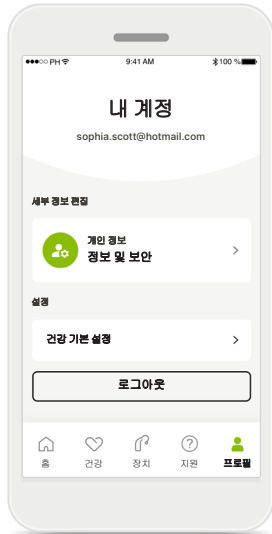 PH 9:41 AM 100 %
내 계정
sophia.scott@hotmail.com
세부 정보 편집
개인 정보
정보 및 보안
설정
건강 기본 설정
로그아웃
홈 건강 장치 지원 프로필